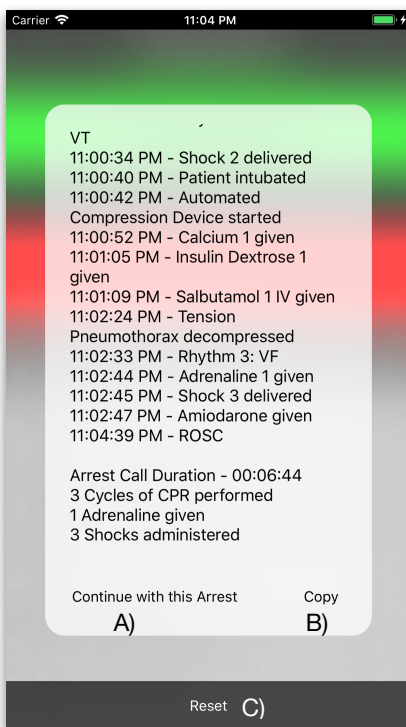 Carrier 11:04 PM
VT
11:00:34 PM - Shock 2 delivered
11:00:40 PM - Patient intubated
11:00:42 PM - Automated
Compression Device started
11:00:52 PM - Calcium 1 given
11:01:05 PM - Insulin Dextrose 1
given
11:01:09 PM - Salbutamol 1 IV given
11:02:24 PM - Tension
Pneumothorax decompressed
11:02:33 PM - Rhythm 3: VF
11:02:44 PM - Adrenaline 1 given
11:02:45 PM - Shock 3 delivered
11:02:47 PM - Amiodarone given
11:04:39 PM - ROSC
Arrest Call Duration - 00:06:44
3 Cycles of CPR performed
1 Adrenaline given
3 Shocks administered
Continue with this Arrest Copy
A) B)
Reset C)